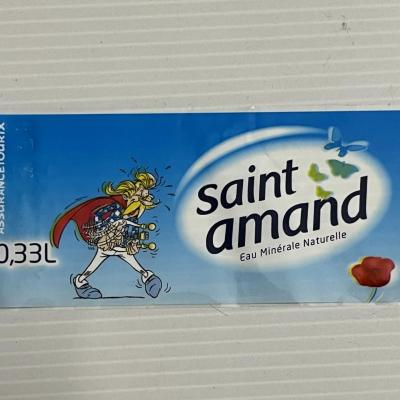 ASSURANCETOURIX
0,33L
saint
amand
Eau Minérale Naturelle